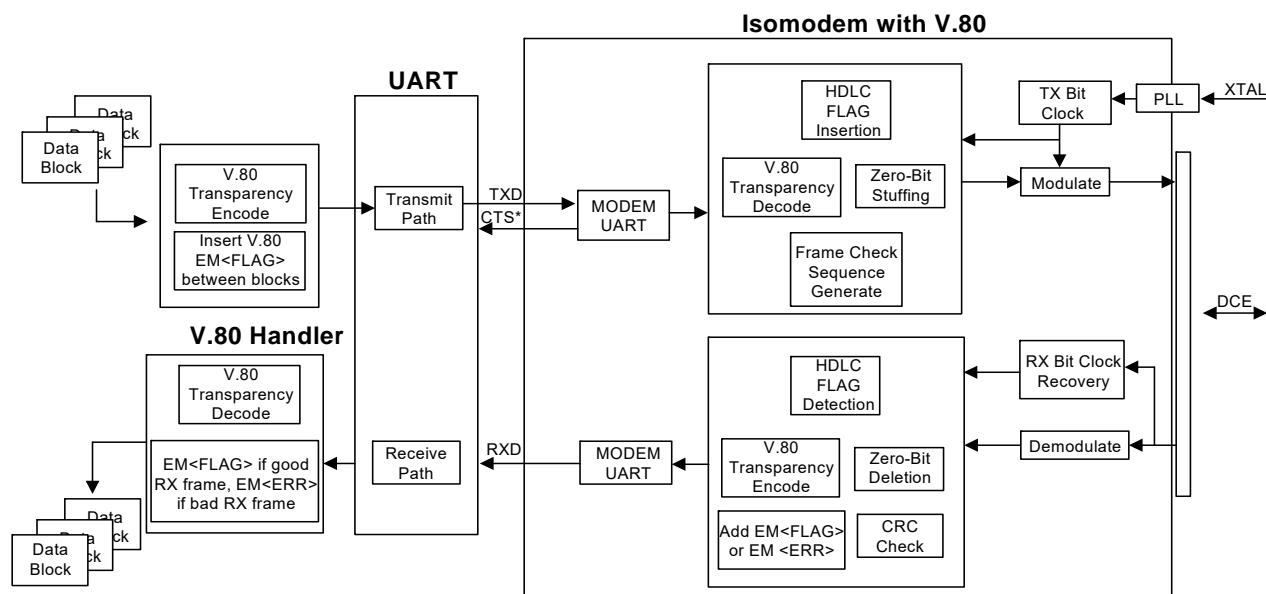 Isomodem with V.80
UART
HDLC
FLAG
Insertion
TX Bit
Clock
PLL
XTAL
Data
Block
Data
Block
Data
Block
V.80
Transparency
Encode
Insert V.80
EM<FLAG>
between blocks
Transmit
Path
TXD
CTS*
MODEM
UART
V.80
Transparency
Decode
Zero-Bit
Stuffing
Modulate
Frame Check
Sequence
Generate
DCE
V.80 Handler
V.80
Transparency
Decode
HDLC
FLAG
Detection
RX Bit Clock
Recovery
EM<FLAG> if good
RX frame, EM<ERR>
if bad RX frame
Receive
Path
RXD
MODEM
UART
V.80
Transparency
Encode
Zero-Bit
Deletion
Demodulate
Add EM<FLAG>
or EM <ERR>
CRC
Check
Data
Block
Data
Block
Data
Block